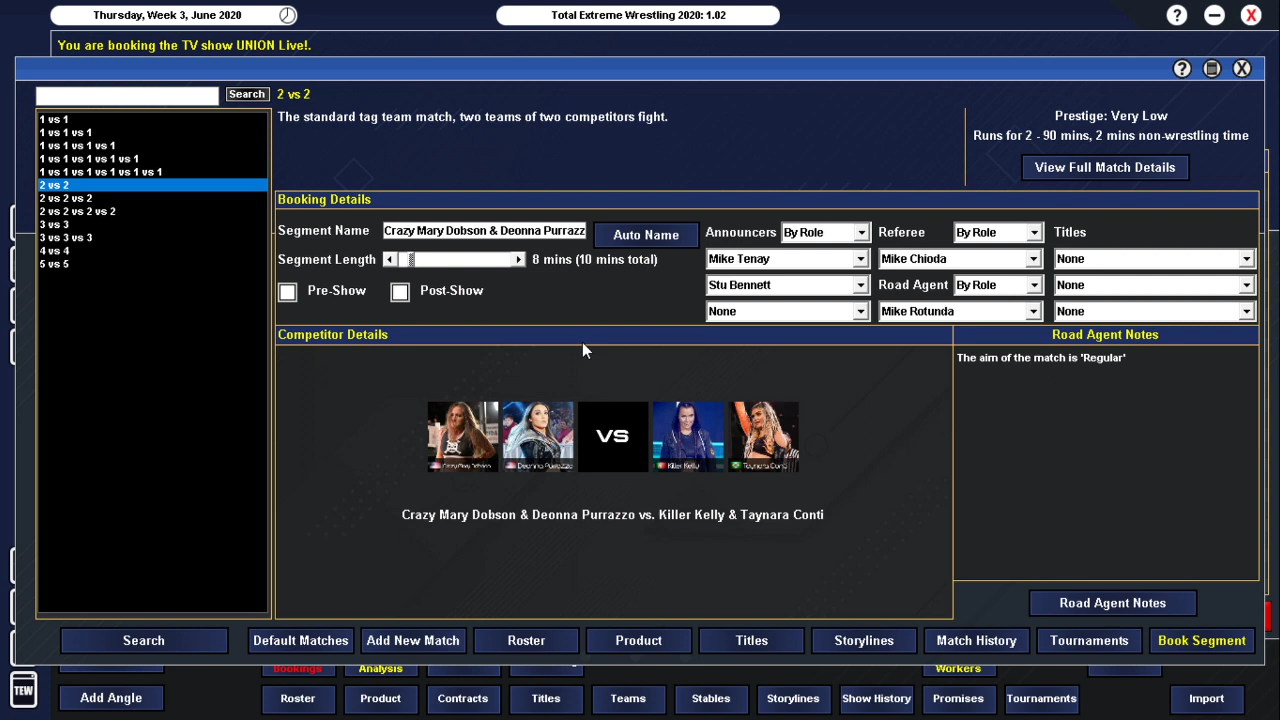 Thursday, Week 3, June 2020
Total Extreme Wrestling 2020: 1.02
? X
You are booking the TV show UNION Live!.
? X
Search
2 vs 2
1 vs 1
1 vs 1 vs 1
1 vs 1 vs 1 vs 1
1 vs 1 vs 1 vs 1 vs 1
1 vs 1 vs 1 vs 1 vs 1 vs 1
2 vs 2
2 vs 2 vs 2
2 vs 2 vs 2 vs 2
3 vs 3
3 vs 3 vs 3
4 vs 4
5 vs 5
The standard tag team match, two teams of two competitors fight.
Prestige: Very Low
Runs for 2 - 90 mins, 2 mins non-wrestling time
View Full Match Details
Booking Details
Segment Name Crazy Mary Dobson & Deonna Purrazz Auto Name
Segment Length 8 mins (10 mins total)
Pre-Show Post-Show
Announcers By Role
Mike Tenay
Stu Bennett
None
Referee By Role
Mike Chioda
Road Agent By Role
Mike Rotunda
Titles
None
None
None
Competitor Details
Crazy Mary Dobson
Deonna Purrazzo
VS
Killer Kelly
Taynara Conti
Crazy Mary Dobson & Deonna Purrazzo vs. Killer Kelly & Taynara Conti
Road Agent Notes
The aim of the match is 'Regular'
Road Agent Notes
Search Default Matches Add New Match Roster Product Titles Storylines Match History Tournaments Book Segment
Bookings Analysis Workers
TEW
Add Angle Roster Product Contracts Titles Teams Stables Storylines Show History Promises Tournaments Import